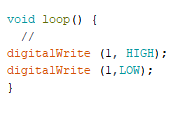 void loop() {
//
digitalWrite (1, HIGH);
digitalWrite (1,LOW);
}